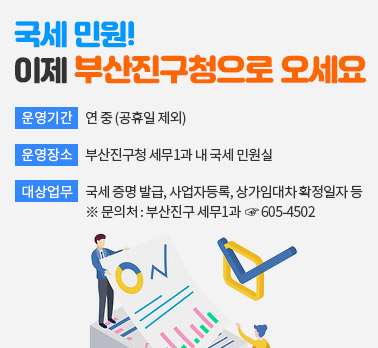 국세 민원!
이제 부산진구청으로 오세요
운영기간 연 중 (공휴일 제외)
운영장소 부산진구청 세무1과 내 국세 민원실
대상업무 국세 증명 발급, 사업자등록, 상가임대차 확정일자 등
※ 문의처 : 부산진구 세무1과 ☞ 605-4502